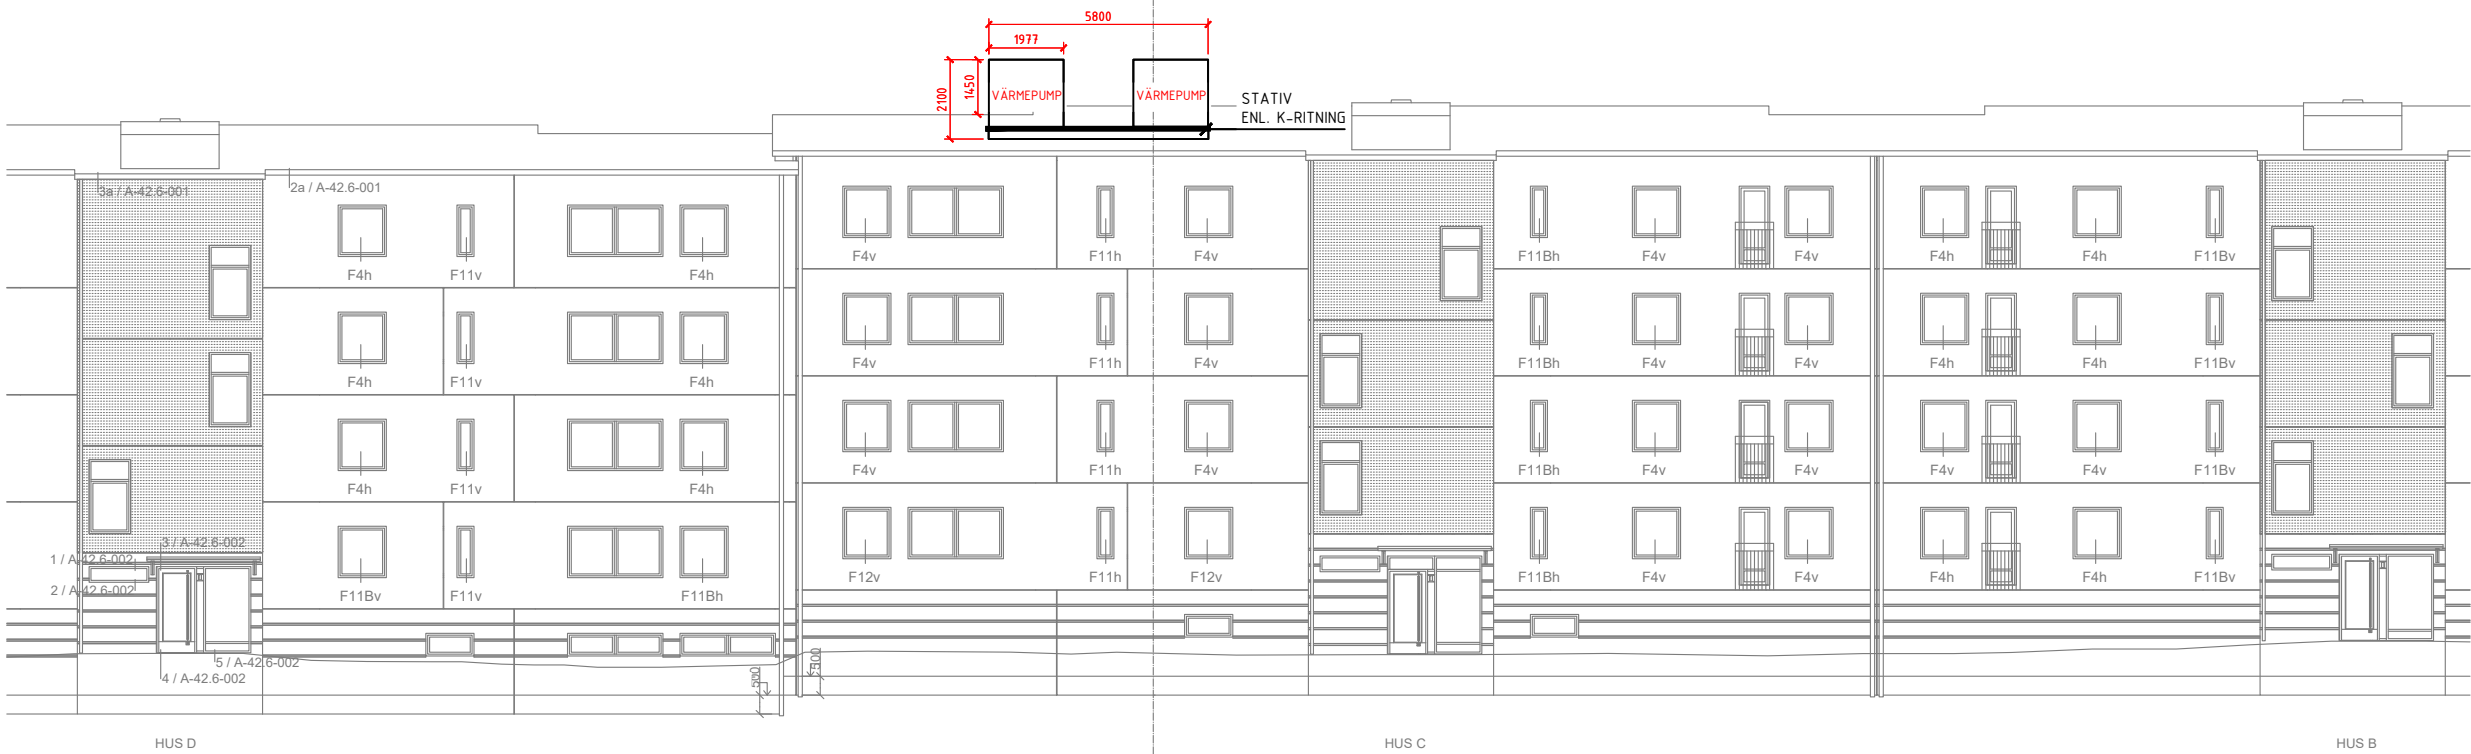 5800
1977
2100
1450
VÄRMEPUMP
VÄRMEPUMP
STATIV
ENL. K-RITNING
3a / A-42.6-001
2a / A-42.6-001
F4h
F11v
F4h
F4v
F11h
F4v
F11Bh
F4v
F4v
F4h
F4h
F11Bv
F4h
F11v
F4h
F4v
F11h
F4v
F11Bh
F4v
F4v
F4h
F4h
F11Bv
F4h
F11v
F4h
F4v
F11h
F4v
F11Bh
F4v
F4v
F4v
F4v
F11Bv
3 / A-42.6-002
1 / A-42.6-002
2 / A-42.6-002
F11Bv
F11v
F11Bh
F12v
F11h
F12v
F11Bh
F4v
F4v
F4h
F4h
F11Bv
5 / A-42.6-002
4 / A-42.6-002
500
500
HUS D
HUS C
HUS B